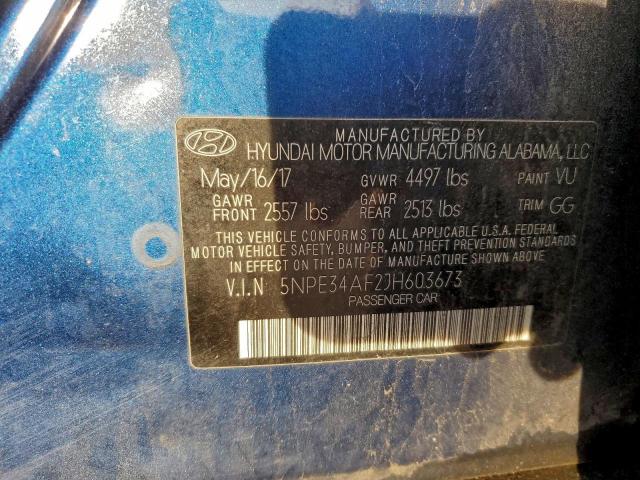 MANUFACTURED BY
HYUNDAI MOTOR MANUFACTURING ALABAMA, LLC
May/16/17 GVWR 4497 lbs PAINT VU
GAWR FRONT 2557 lbs GAWR REAR 2513 lbs TRIM GG
THIS VEHICLE CONFORMS TO ALL APPLICABLE U.S.A. FEDERAL
MOTOR VEHICLE SAFETY, BUMPER, AND THEFT PREVENTION STANDARDS
IN EFFECT ON THE DATE OF MANUFACTURE SHOWN ABOVE.
V.I.N 5NPE34AF2JH603673
PASSENGER CAR